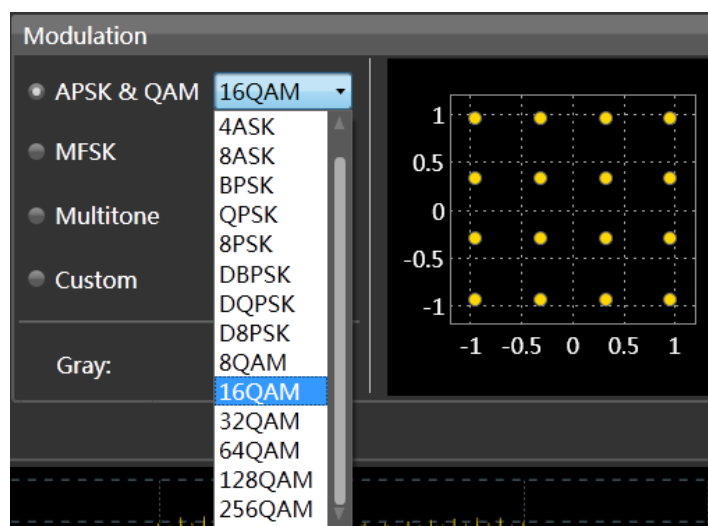 Modulation
APSK & QAM 16QAM
MFSK
Multitone
Custom
Gray:
4ASK
8ASK
BPSK
QPSK
8PSK
DBPSK
DQPSK
D8PSK
8QAM
16QAM
32QAM
64QAM
128QAM
256QAM
1
0.5
0
-0.5
-1
-1 -0.5 0 0.5 1